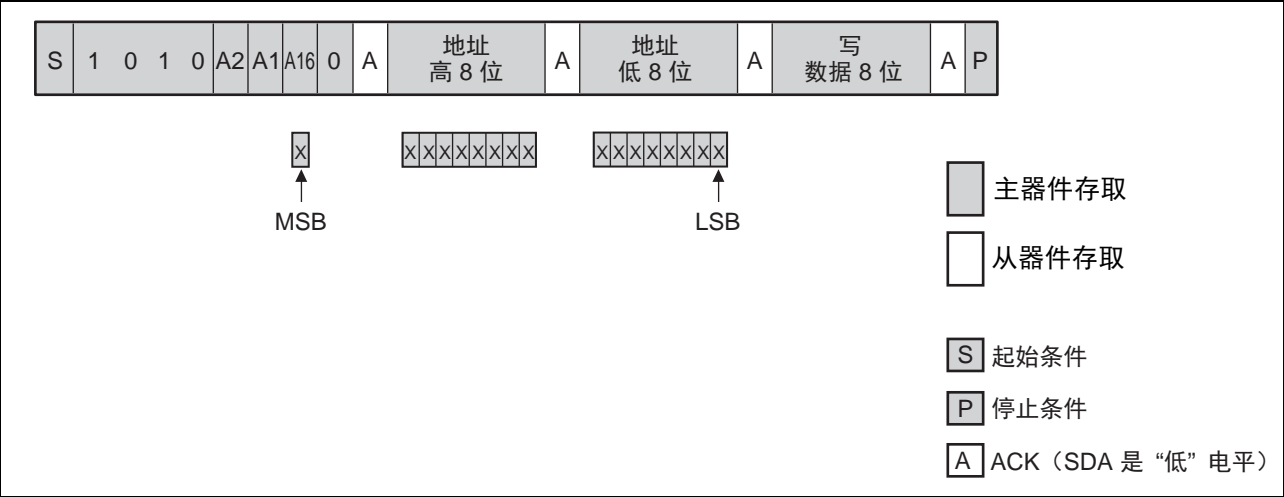 S 1 0 1 0 A2 A1 A16 0 A 地址 A 地址 A 写 A P
高 8 位 低 8 位 数据 8 位
x x x x x x x x x x x x x x x x x
MSB LSB
主器件存取
从器件存取
S 起始条件
P 停止条件
A ACK（SDA 是 “低” 电平）